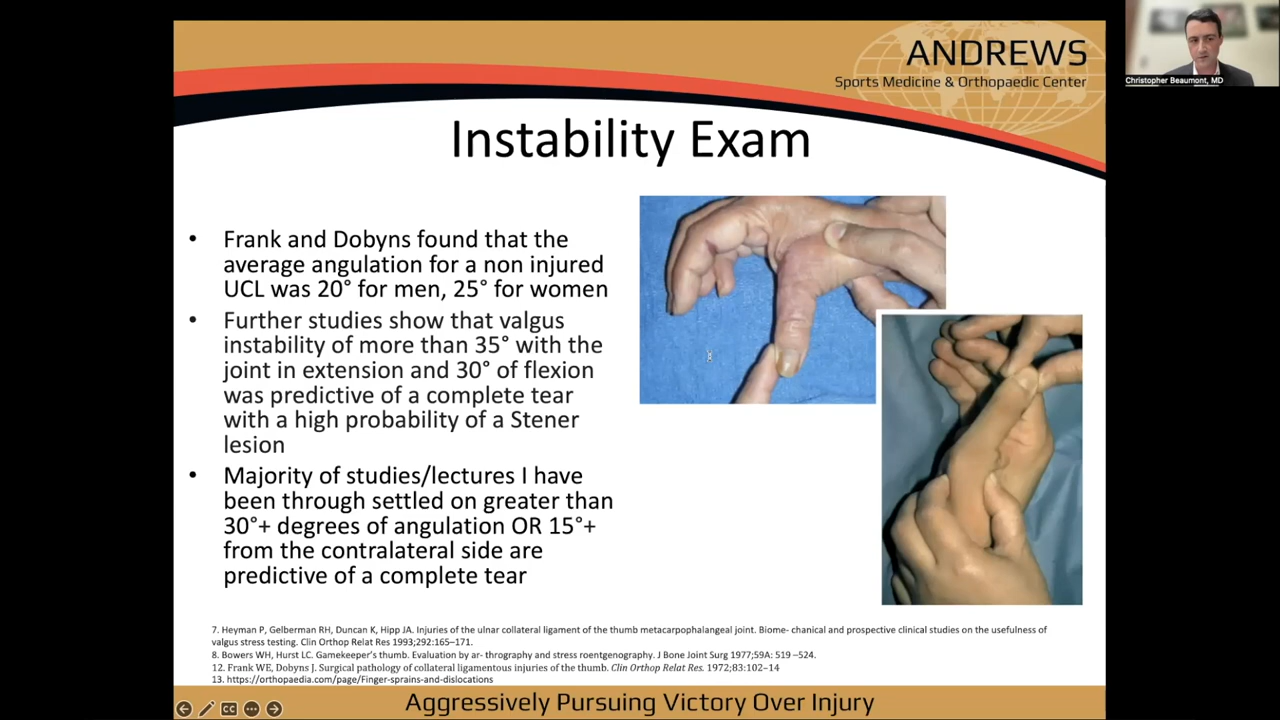 ANDREWS
Sports Medicine & Orthopaedic Center
Christopher Beaumont, MD
Instability Exam
• Frank and Dobyns found that the
average angulation for a non injured
UCL was 20° for men, 25° for women
• Further studies show that valgus
instability of more than 35° with the
joint in extension and 30° of flexion
was predictive of a complete tear
with a high probability of a Stener
lesion
• Majority of studies/lectures I have
been through settled on greater than
30°+ degrees of angulation OR 15°+
from the contralateral side are
predictive of a complete tear
7. Heyman P, Gelberman RH, Duncan K, Hipp JA. Injuries of the ulnar collateral ligament of the thumb metacarpophalangeal joint. Biome- chanical and prospective clinical studies on the usefulness of
valgus stress testing. Clin Orthop Relat Res 1993;292:165–171.
8. Bowers WH, Hurst LC. Gamekeeper's thumb. Evaluation by ar- thrography and stress roentgenography. J Bone Joint Surg 1977;59A: 519 –524.
12. Frank WE, Dobyns J. Surgical pathology of collateral ligamentous injuries of the thumb. Clin Orthop Relat Res. 1972;83:102–14
13. https://orthopaedia.com/page/Finger-sprains-and-dislocations
Aggressively Pursuing Victory Over Injury
CC